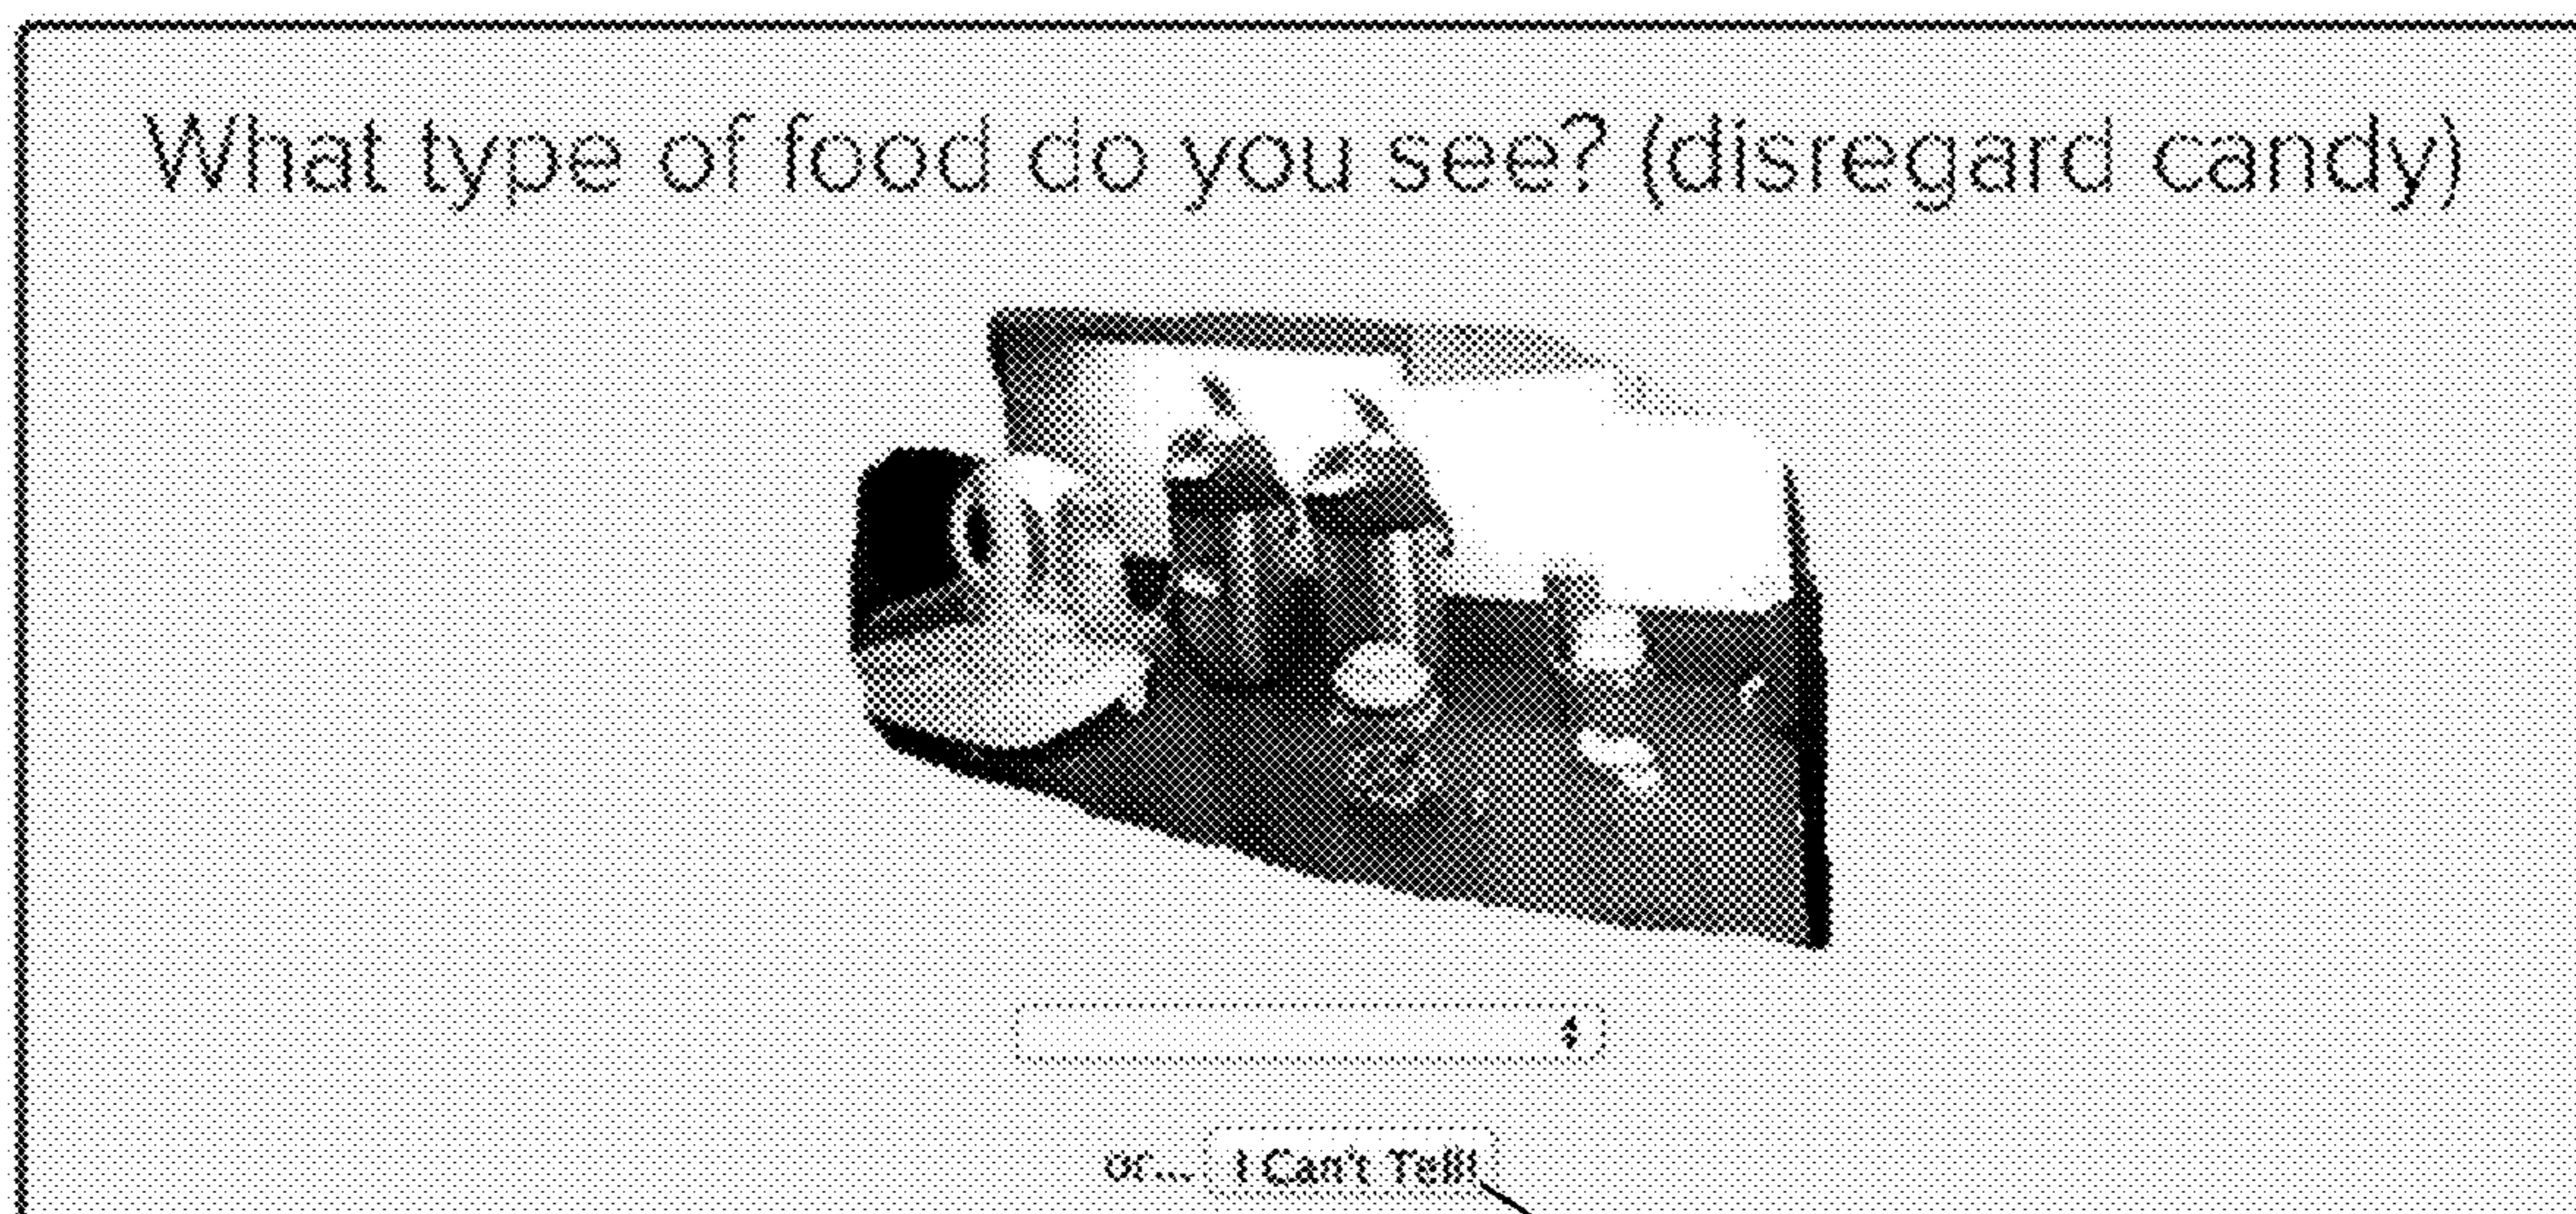 What type of food do you see? (disregard candy)
or... I Can't Tell!